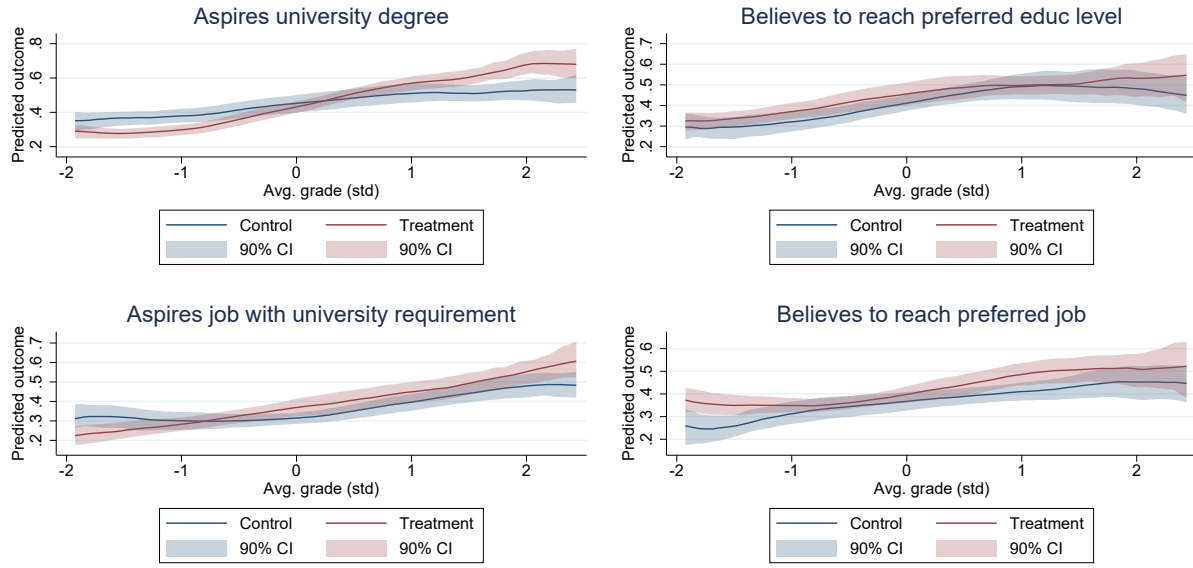 Aspires university degree
Predicted outcome
.8
.6
.4
.2
-2 -1 0 1 2
Avg. grade (std)
Control Treatment
90% CI 90% CI
Believes to reach preferred educ level
Predicted outcome
.7
.6
.5
.4
.3
.2
-2 -1 0 1 2
Avg. grade (std)
Control Treatment
90% CI 90% CI
Aspires job with university requirement
Predicted outcome
.7
.6
.5
.4
.3
.2
-2 -1 0 1 2
Avg. grade (std)
Control Treatment
90% CI 90% CI
Believes to reach preferred job
Predicted outcome
.6
.5
.4
.3
.2
-2 -1 0 1 2
Avg. grade (std)
Control Treatment
90% CI 90% CI